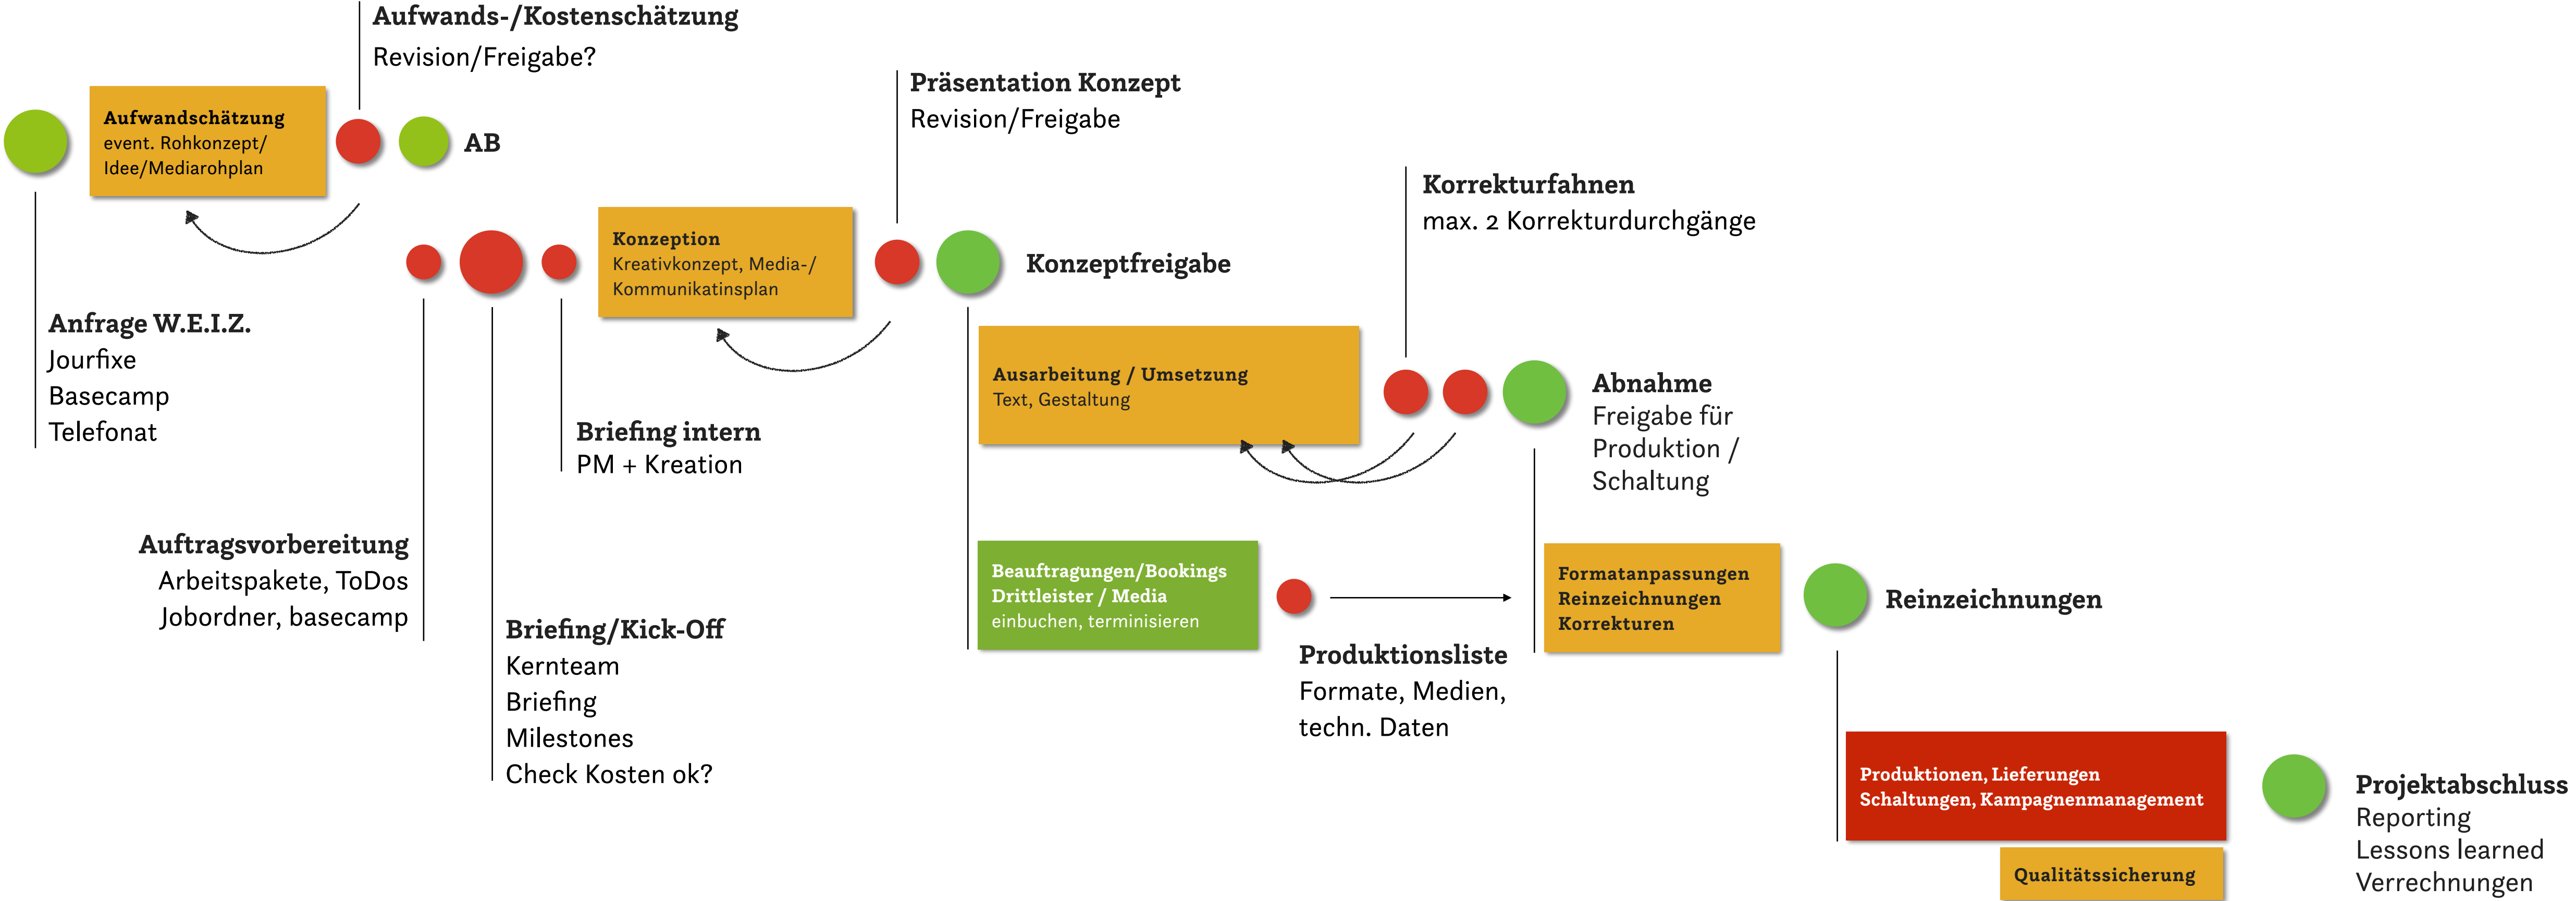 Aufwands-/Kostenschätzung
Revision/Freigabe?
Aufwandschätzung
event. Rohkonzept/
Idee/Mediarohplan
AB
Anfrage W.E.I.Z.
Jourfixe
Basecamp
Telefonat
Präsentation Konzept
Revision/Freigabe
Konzeption
Kreativkonzept, Media-/
Kommunikatinsplan
Konzeptfreigabe
Auftragsvorbereitung
Arbeitspakete, ToDos
Jobordner, basecamp
Briefing/Kick-Off
Kernteam
Briefing
Milestones
Check Kosten ok?
Briefing intern
PM + Kreation
Korrekturfahnen
max. 2 Korrekturdurchgänge
Ausarbeitung / Umsetzung
Text, Gestaltung
Abnahme
Freigabe für
Produktion /
Schaltung
Beauftragungen/Bookings
Drittleister / Media
einbuchen, terminisieren
Produktionsliste
Formate, Medien,
techn. Daten
Formatanpassungen
Reinzeichnungen
Korrekturen
Reinzeichnungen
Produktionen, Lieferungen
Schaltungen, Kampagnenmanagement
Qualitätssicherung
Projektabschluss
Reporting
Lessons learned
Verrechnungen